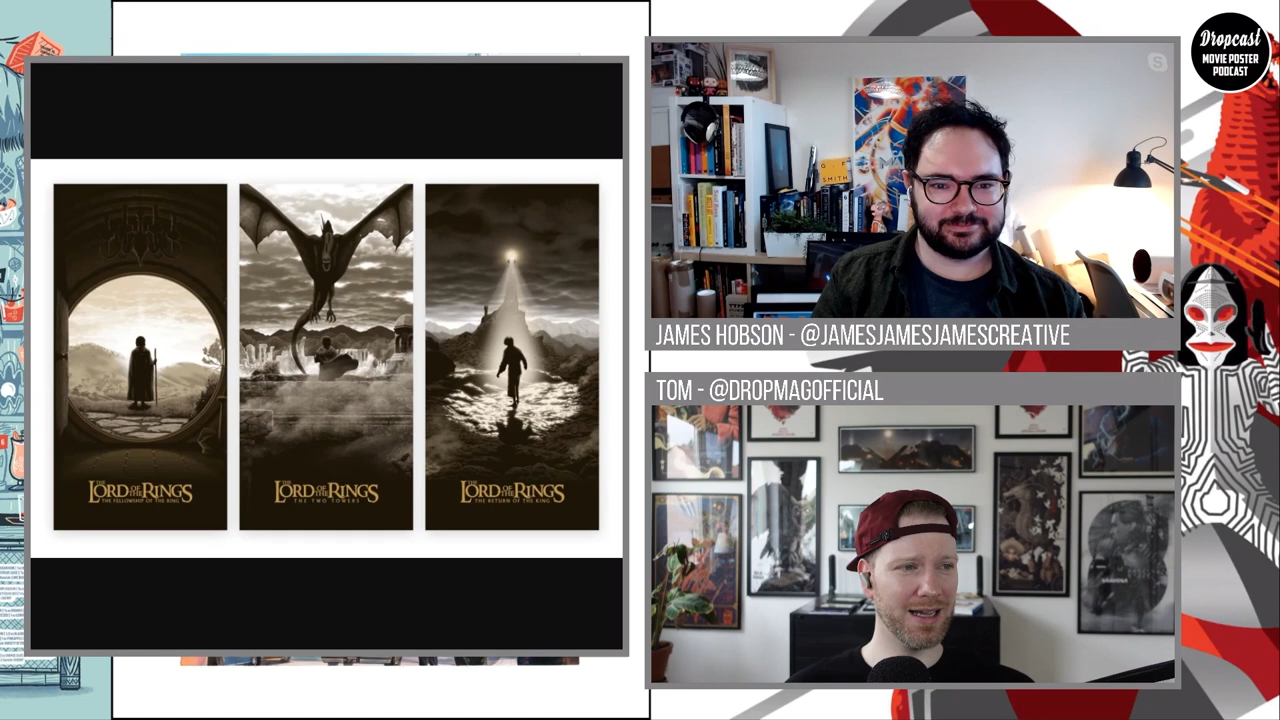 THE
LORD OF THE RINGS
THE FELLOWSHIP OF THE RING
THE
LORD OF THE RINGS
THE TWO TOWERS
THE
LORD OF THE RINGS
THE RETURN OF THE KING
JAMES HOBSON - @JAMESJAMESJAMESCREATIVE
TOM - @DROPMAGOFFICIAL
Dropcast
MOVIE POSTER
PODCAST
SMITH